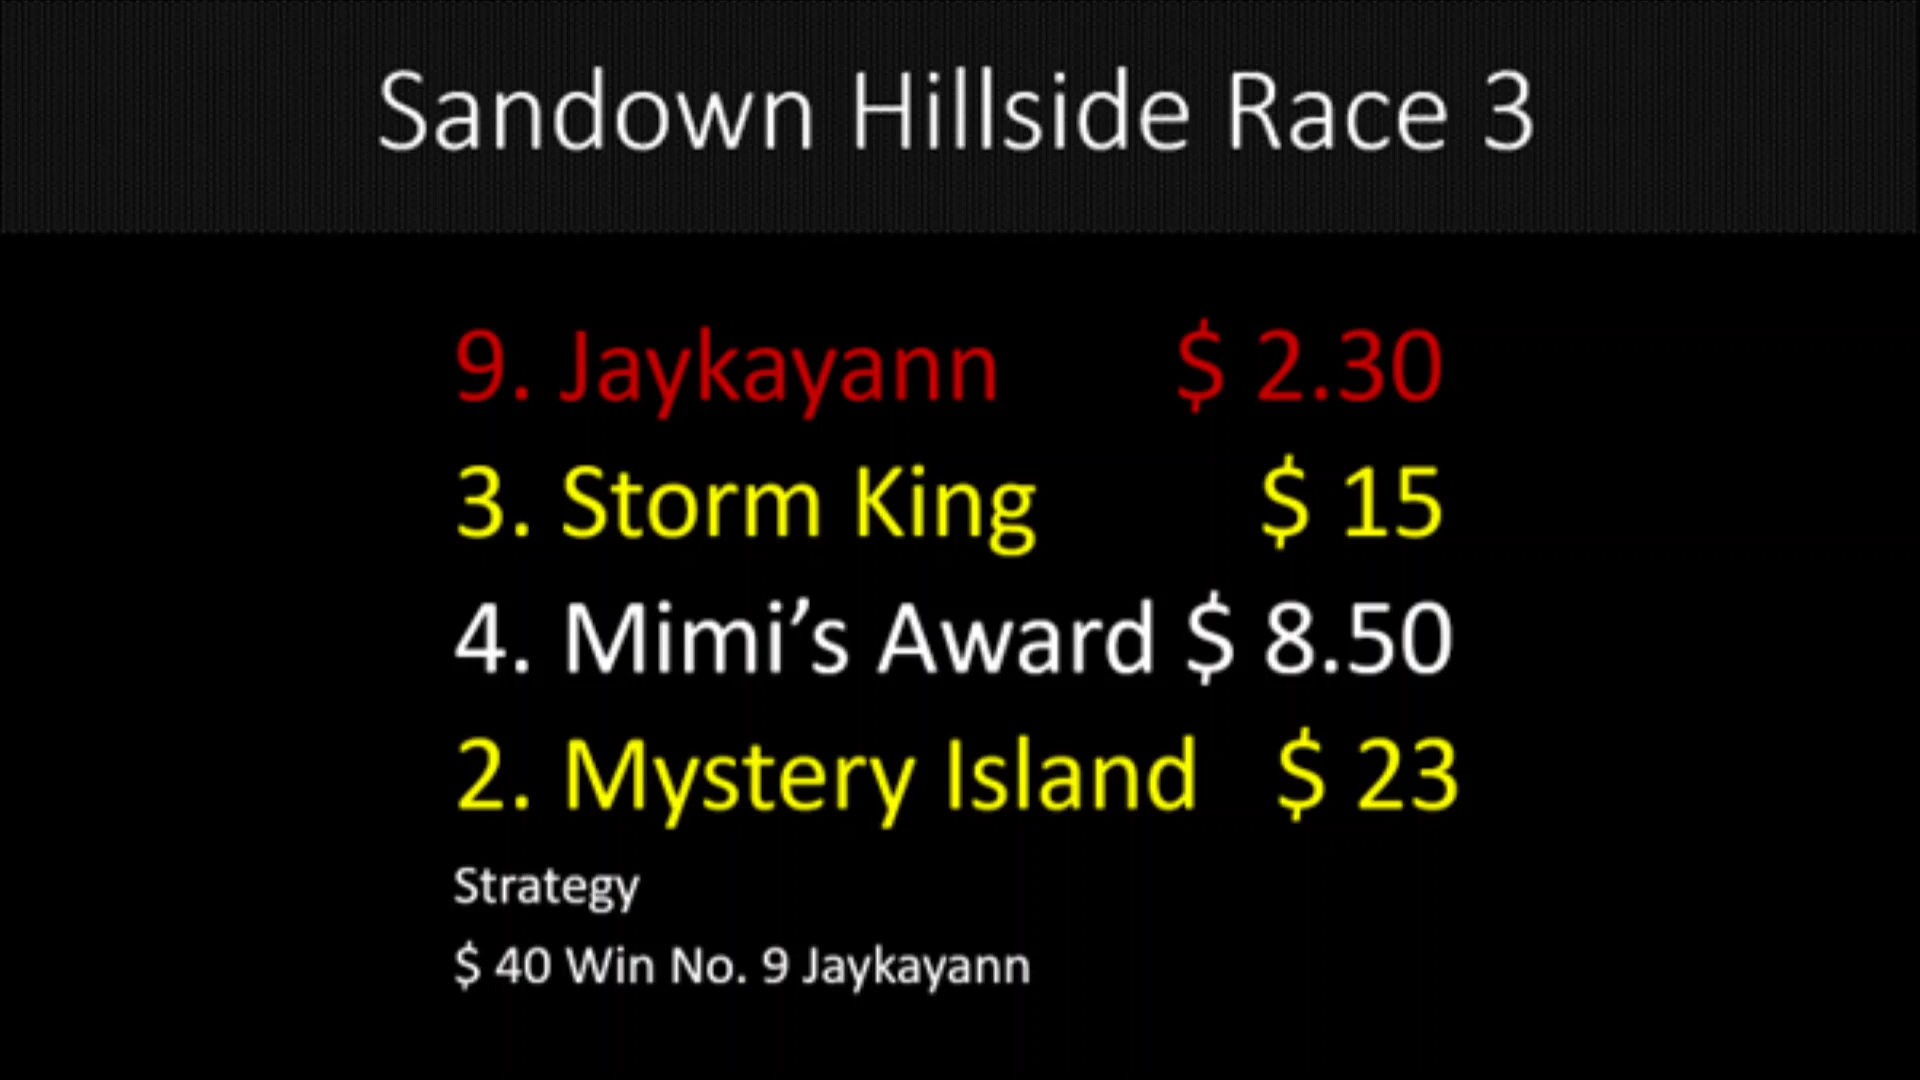 Sandown Hillside Race 3
9. Jaykayann $ 2.30
3. Storm King $ 15
4. Mimi’s Award $ 8.50
2. Mystery Island $ 23
Strategy
$ 40 Win No. 9 Jaykayann